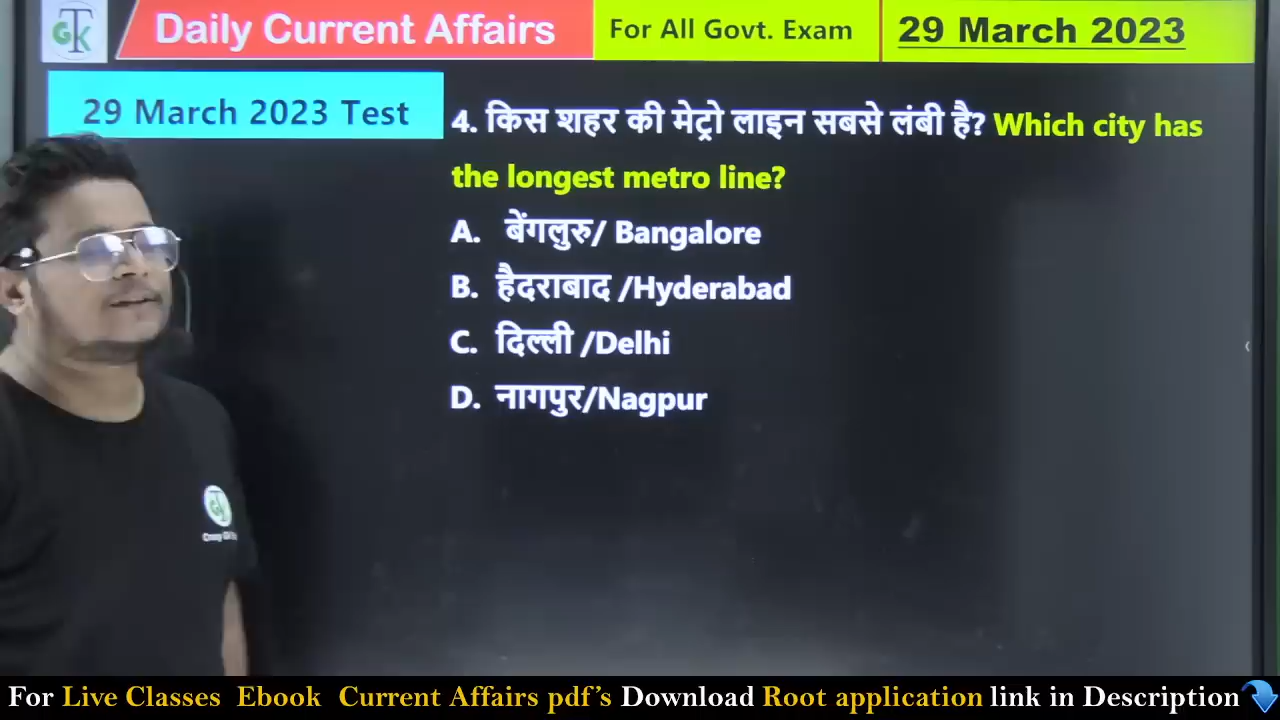 GTK
Daily Current Affairs
For All Govt. Exam
29 March 2023
29 March 2023 Test
4. किस शहर की मेट्रो लाइन सबसे लंबी है? Which city has
the longest metro line?
A. बेंगलुरु/ Bangalore
B. हैदराबाद /Hyderabad
C. दिल्ली /Delhi
D. नागपुर/Nagpur
For Live Classes Ebook Current Affairs pdf's Download Root application link in Description